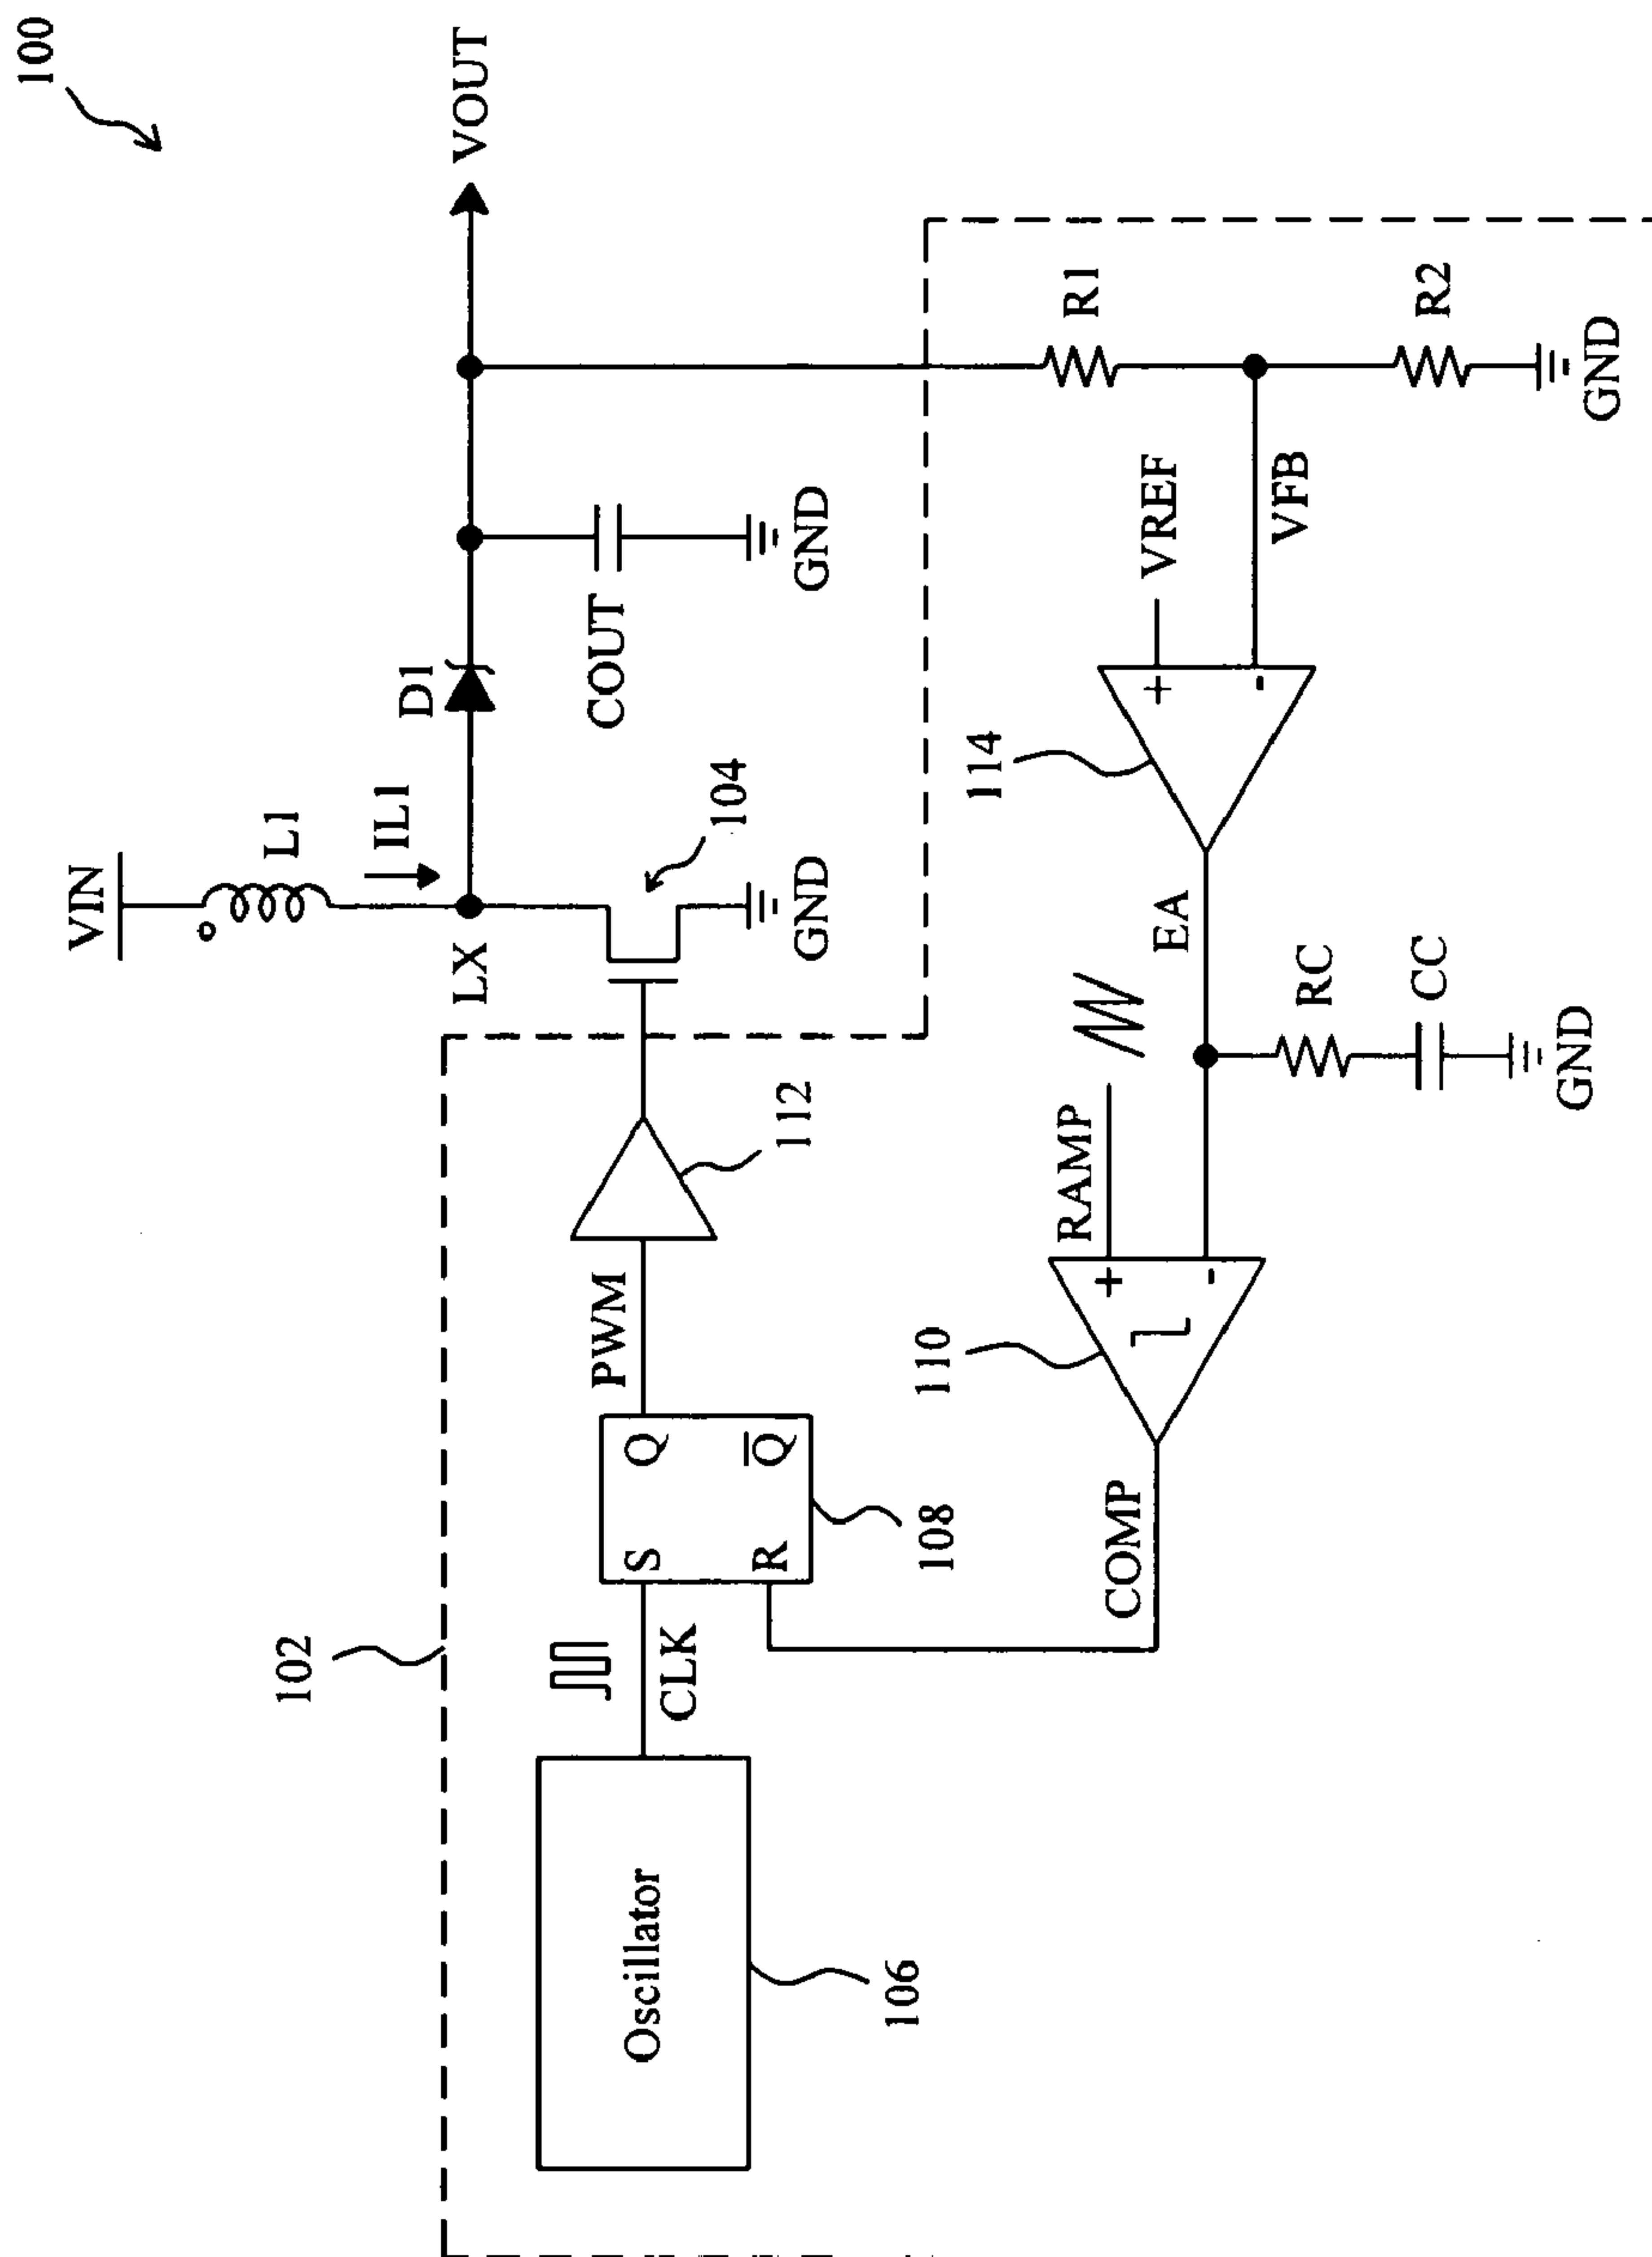 100
VIN
L1
IL1
D1
VOUT
LX
COUT
104
GND
GND
102
Oscillator
106
CLK
S
Q
R
Q̅
108
PWM
112
110
114
COMP
RAMP
+
-
EA
+
-
VREF
VFB
R1
R2
GND
RC
CC
GND